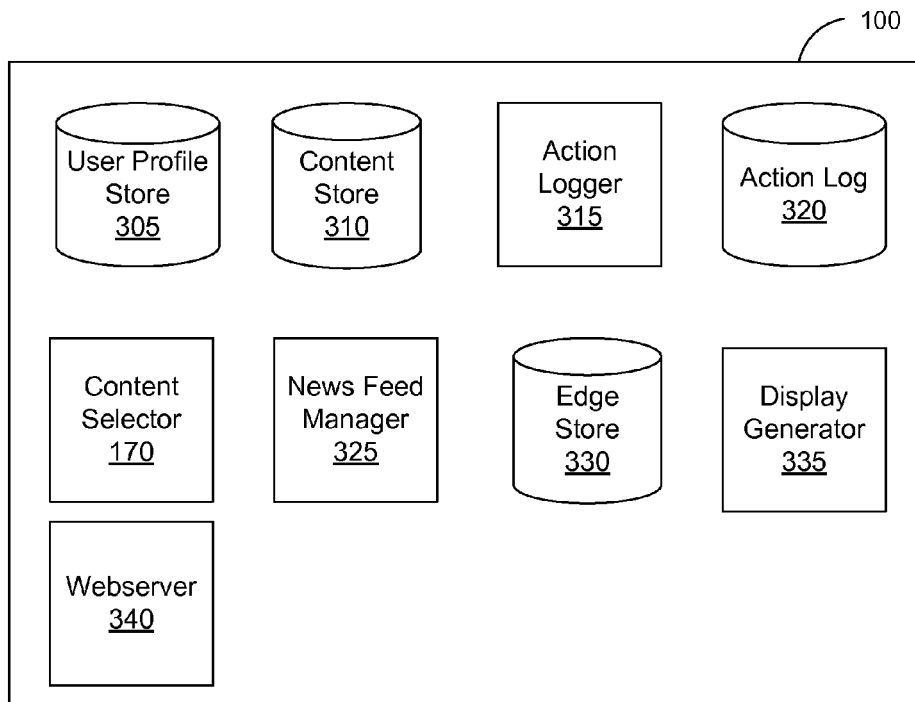 100
User Profile
Store
305
Content
Store
310
Action
Logger
315
Action Log
320
Content
Selector
170
News Feed
Manager
325
Edge
Store
330
Display
Generator
335
Webserver
340